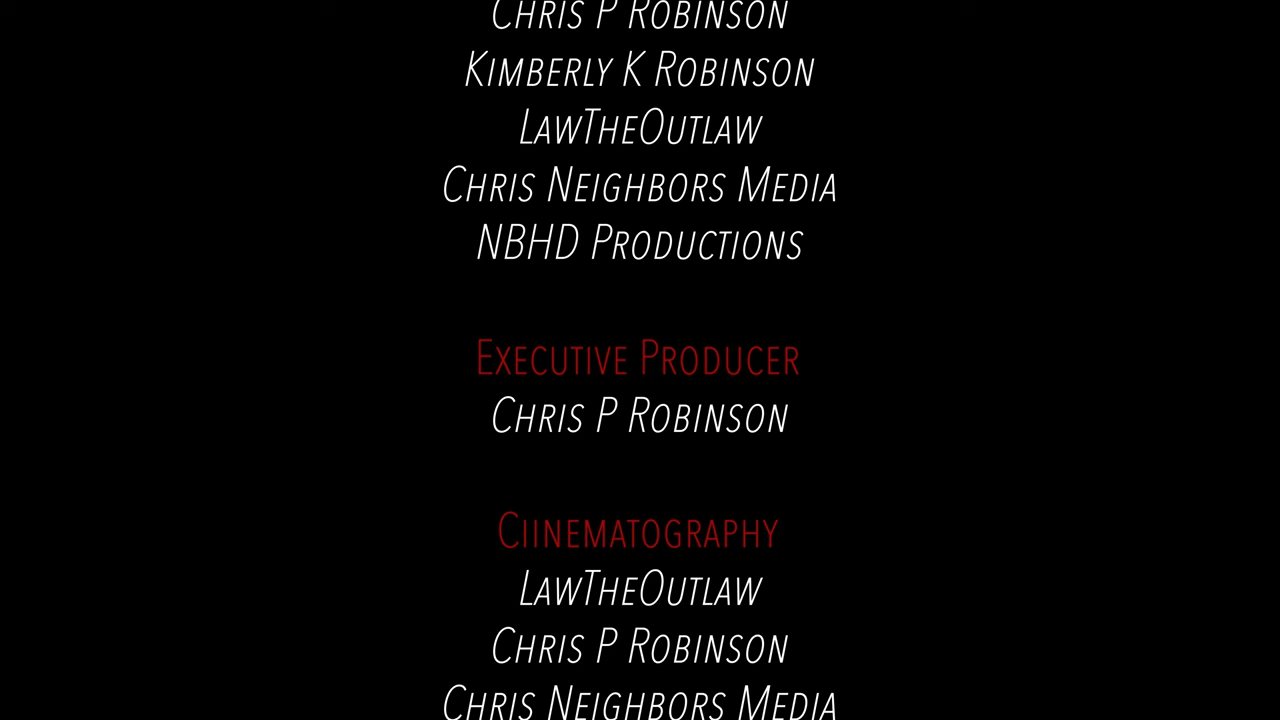 Chris P Robinson
Kimberly K Robinson
LawTheOutlaw
Chris Neighbors Media
NBHD Productions
Executive Producer
Chris P Robinson
Ciinematography
LawTheOutlaw
Chris P Robinson
Chris Neighbors Media